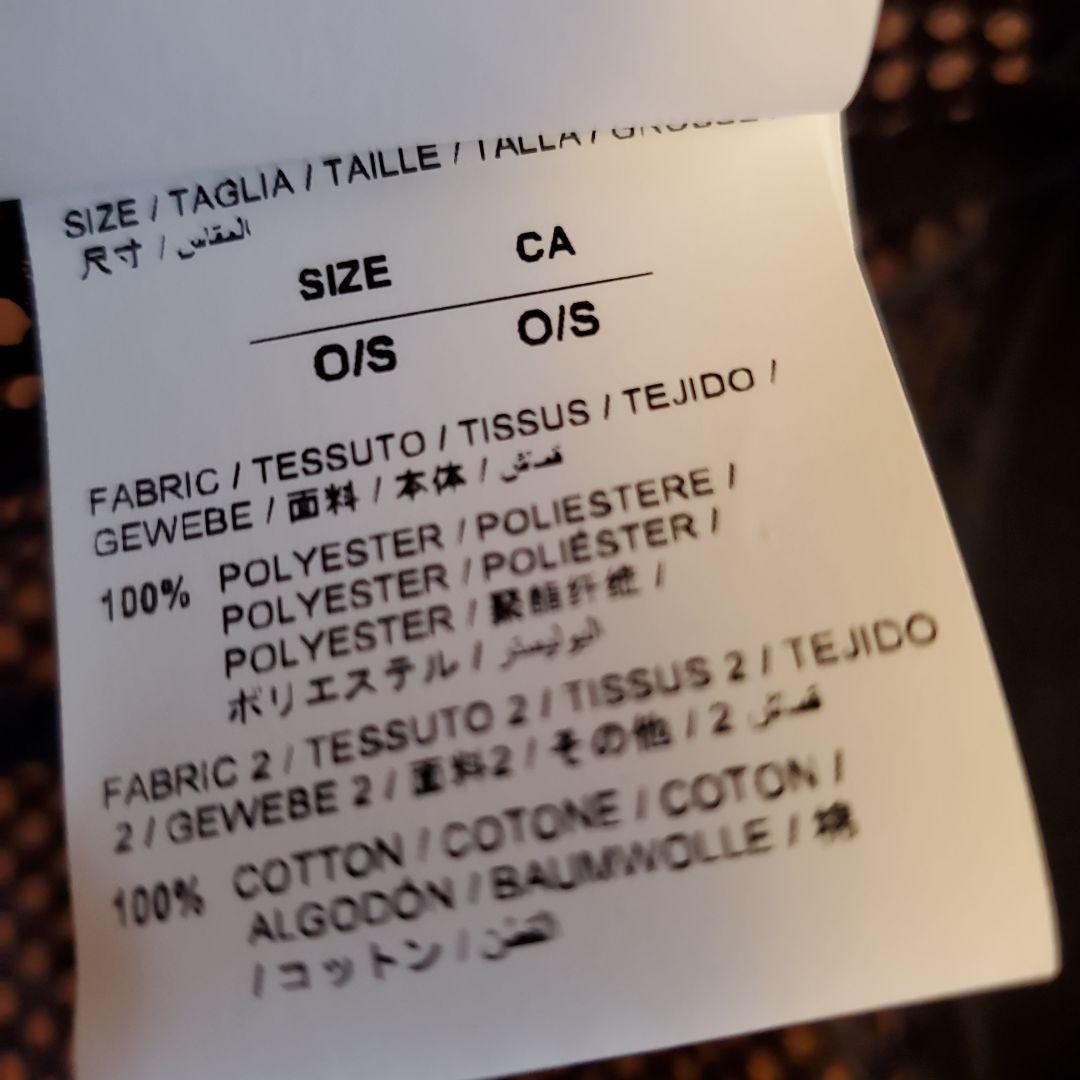 SIZE / TAGLIA / TAILLE / TALLA / GRÖSSE /
尺寸 / المقاس
SIZE CA
O/S O/S
FABRIC / TESSUTO / TISSUS / TEJIDO /
GEWEBE / 面料 / 本体 / قماش
100% POLYESTER / POLIESTERE /
POLYESTER / POLIÉSTER /
POLYESTER / 聚酯纤维 /
ポリエステル / البوليستر
FABRIC 2 / TESSUTO 2 / TISSUS 2 / TEJIDO
2 / GEWEBE 2 / 面料2 / その他 / 2 قماش
100% COTTON / COTONE / COTON /
ALGODÓN / BAUMWOLLE / 棉
/ コットン / القطن